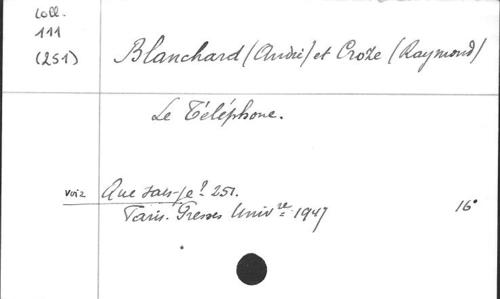 Coll.
111
(251)
Blanchard (André) et Croze (Raymond)
Le Téléphone.
voir Que sais-je? 251.
Paris. Presses Univre 1947 16°